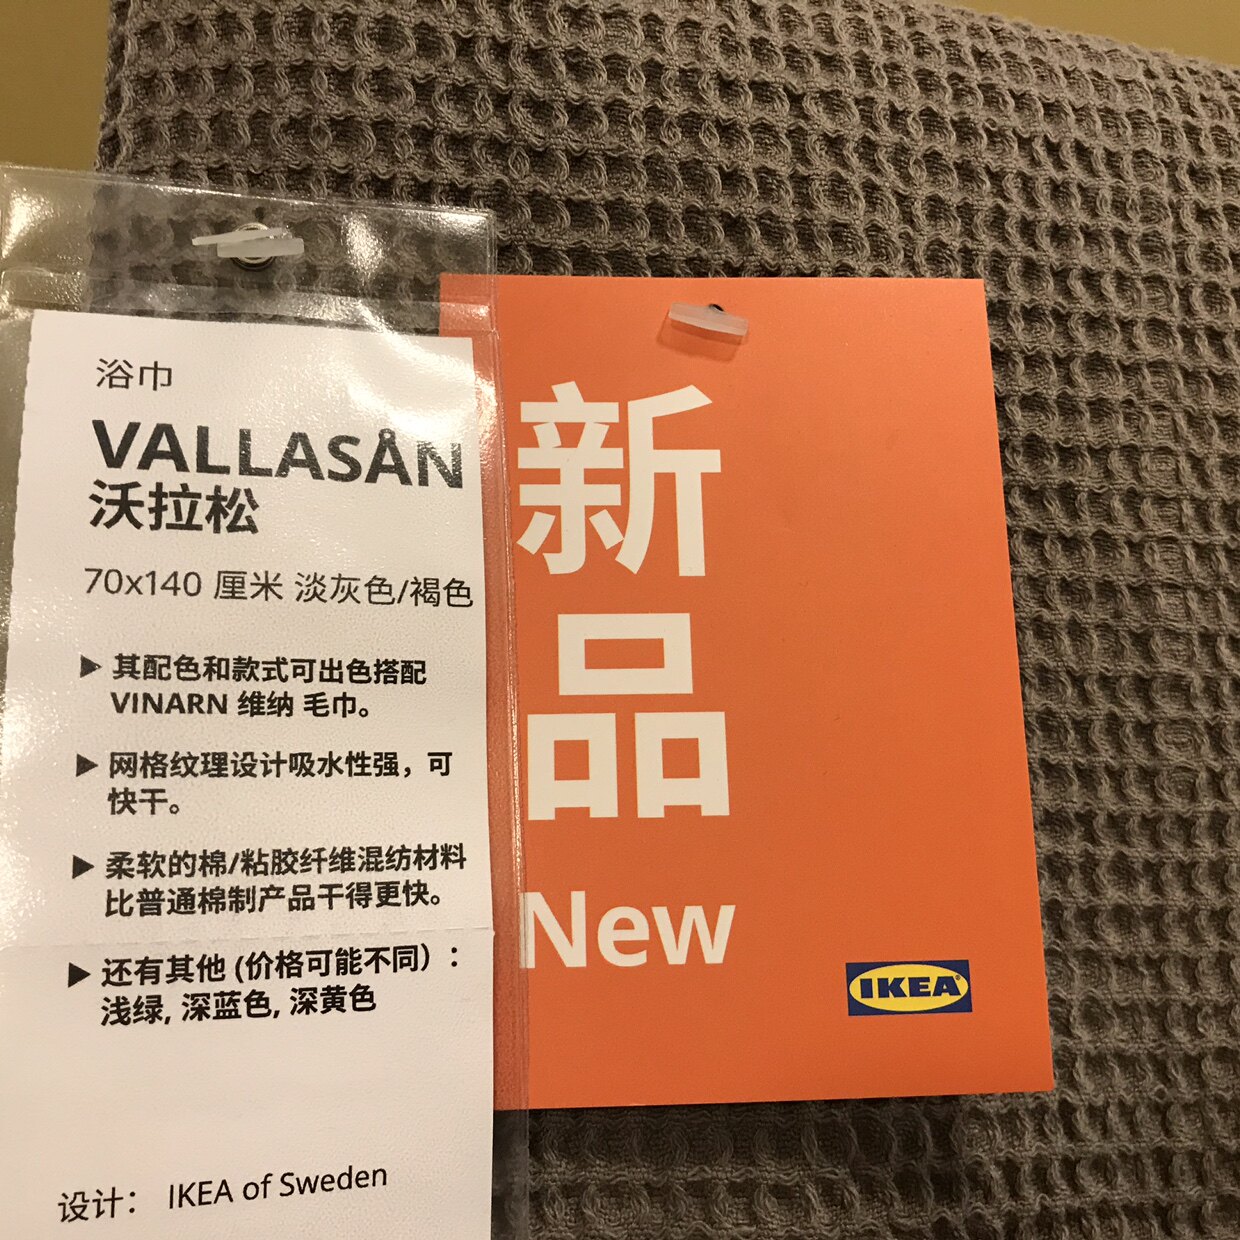 浴巾
VALLASÅN
沃拉松
70x140 厘米 淡灰色/褐色
▶ 其配色和款式可出色搭配
VINARN 维纳 毛巾。
▶ 网格纹理设计吸水性强，可
快干。
▶ 柔软的棉/粘胶纤维混纺材料
比普通棉制产品干得更快。
▶ 还有其他 (价格可能不同）：
浅绿, 深蓝色, 深黄色
设计： IKEA of Sweden
新
品
New
IKEA®